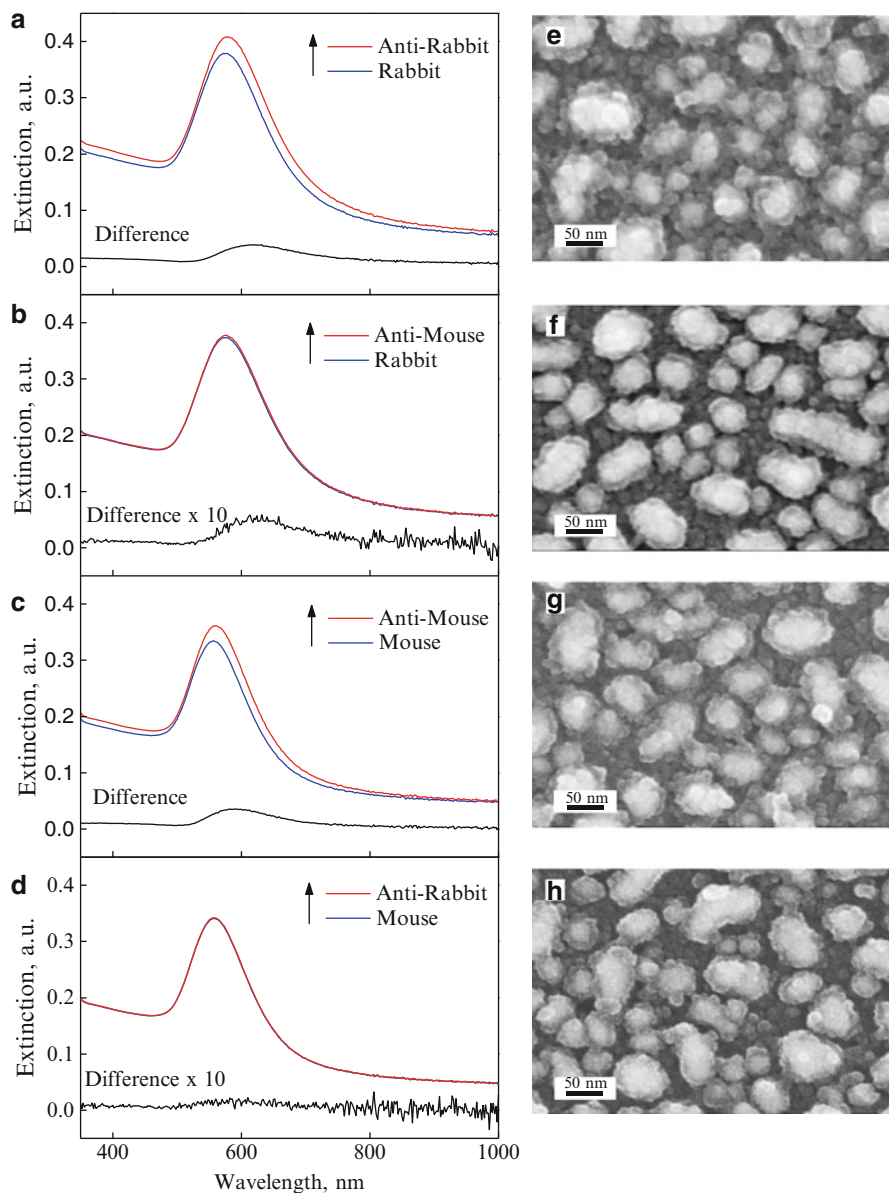 a
0.4
Anti-Rabbit
Rabbit
0.3
0.2
0.1
Difference
0.0
Extinction, a.u.
b
0.4
Anti-Mouse
Rabbit
0.3
0.2
0.1
Difference x 10
0.0
Extinction, a.u.
c
0.4
Anti-Mouse
Mouse
0.3
0.2
0.1
Difference
0.0
Extinction, a.u.
d
0.4
Anti-Rabbit
Mouse
0.3
0.2
0.1
Difference x 10
0.0
Extinction, a.u.
400 600 800 1000
Wavelength, nm
e
50 nm
f
50 nm
g
50 nm
h
50 nm